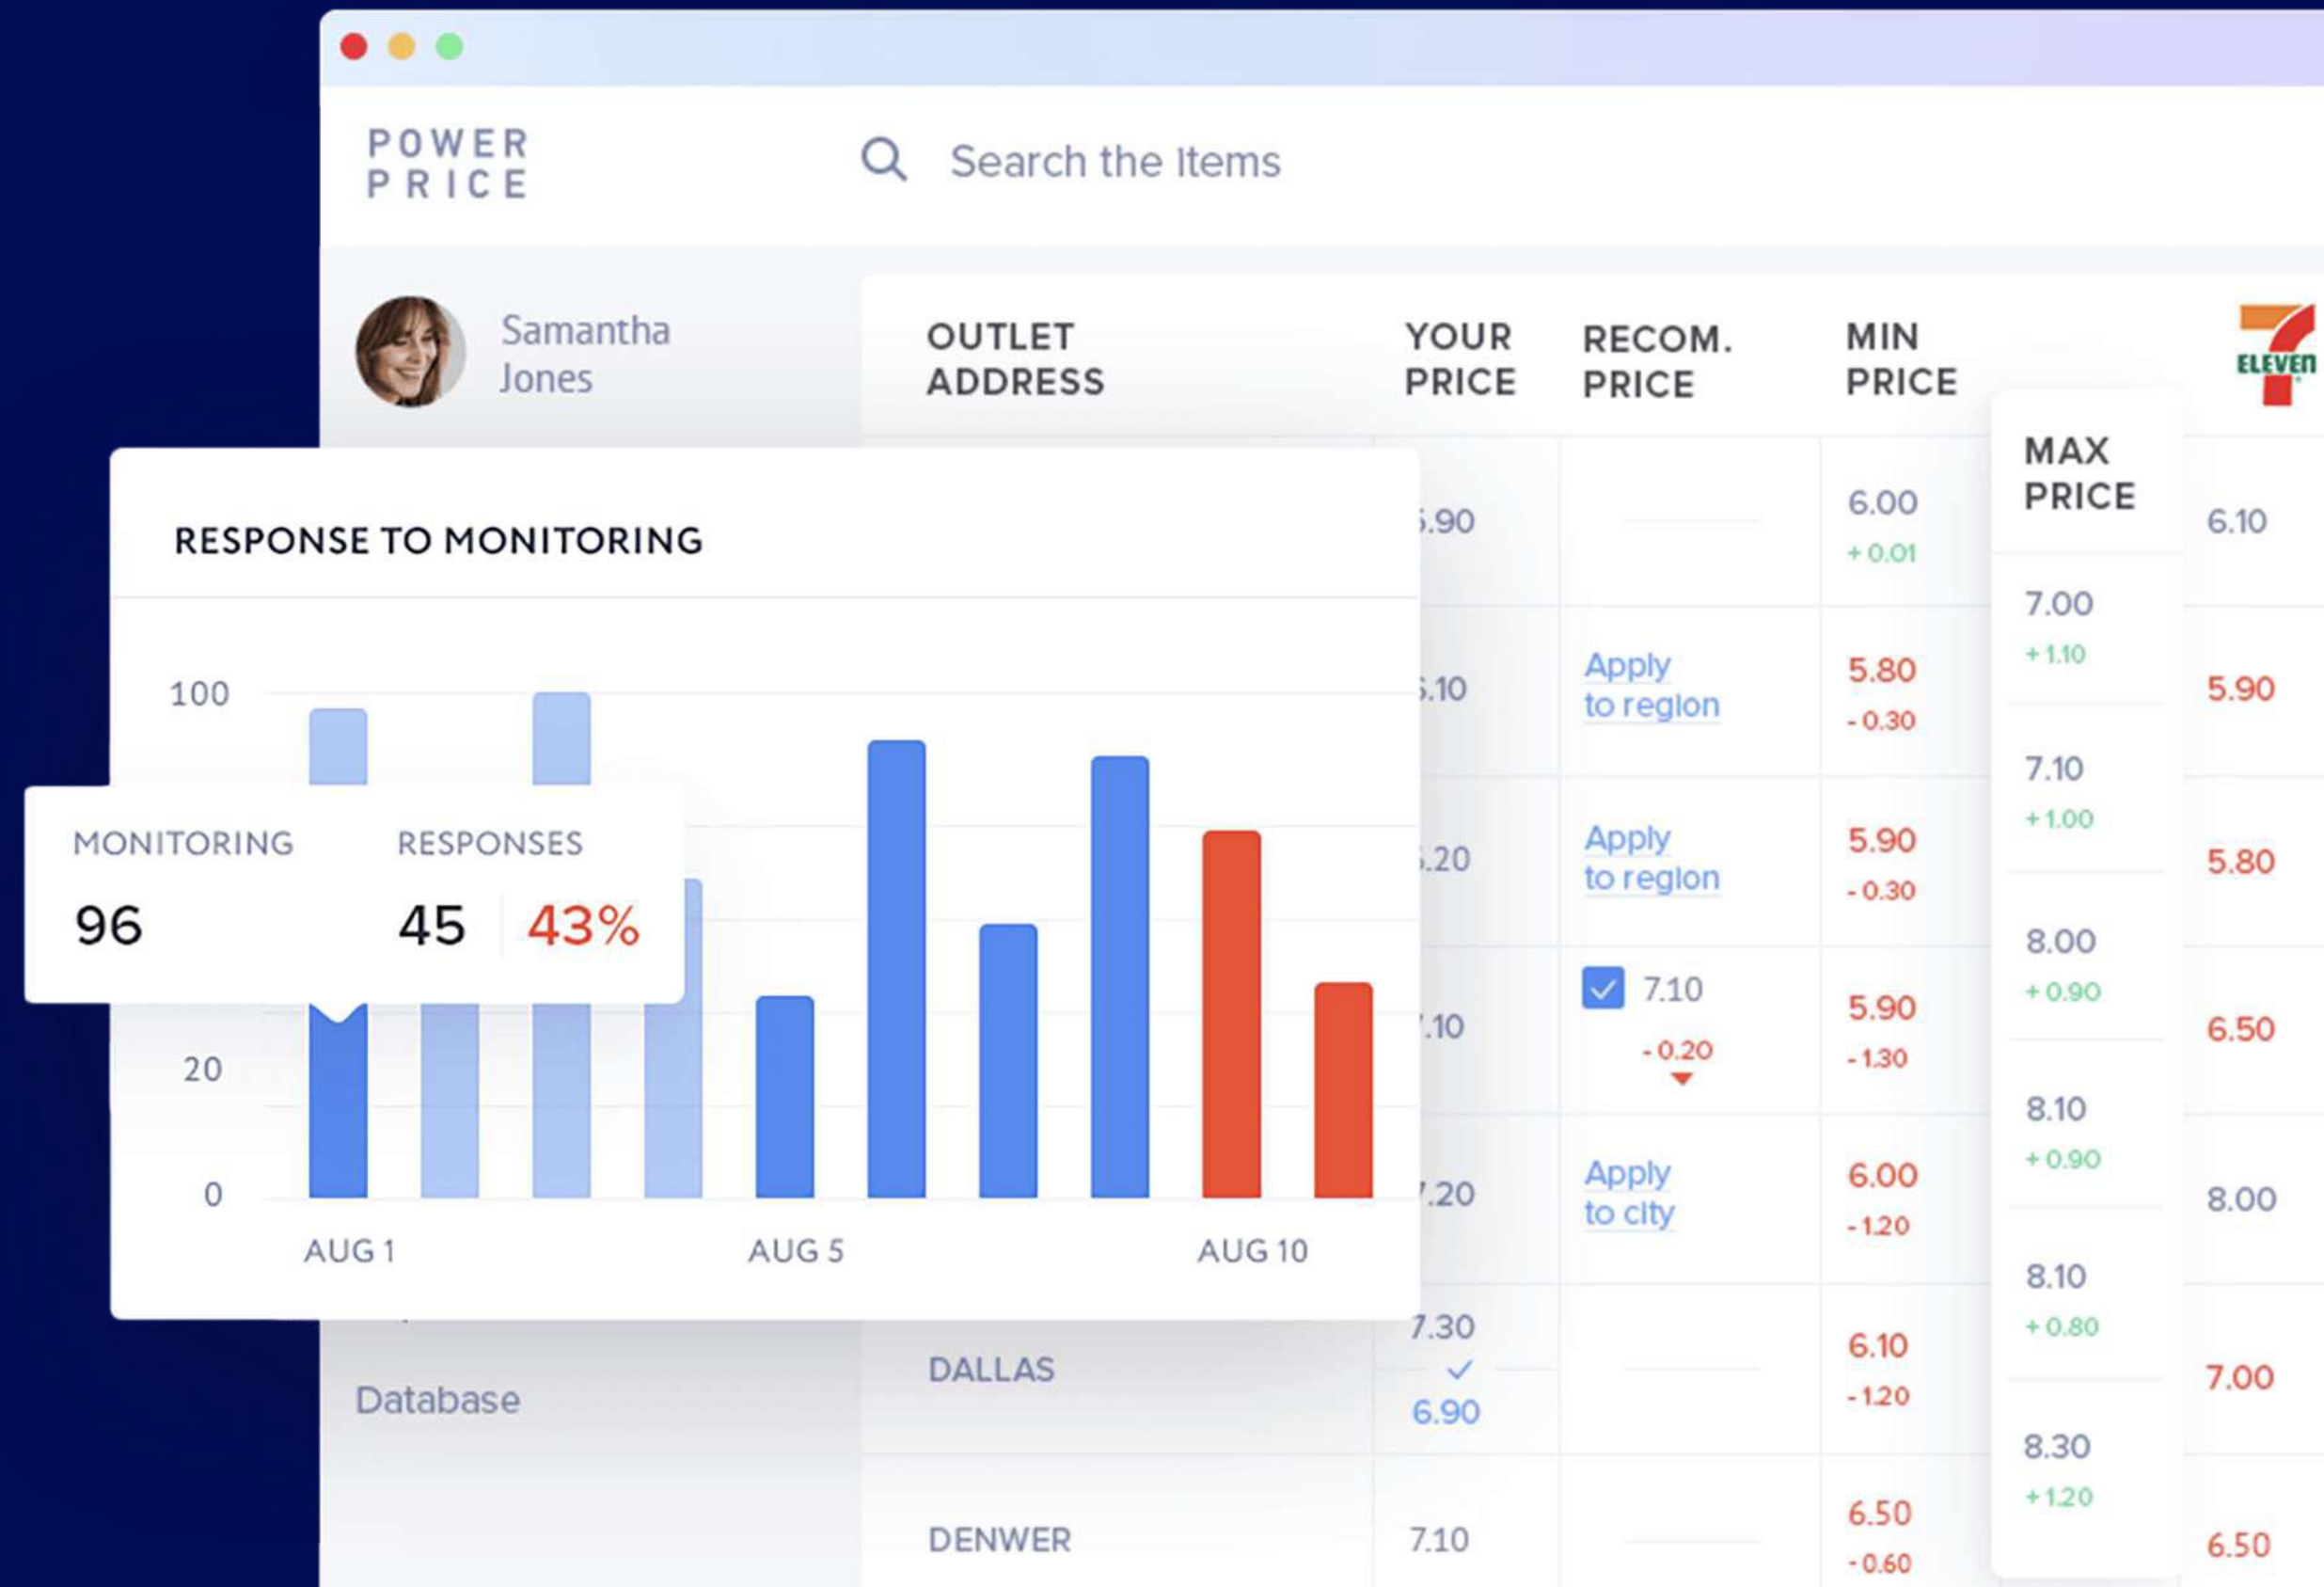 POWER
PRICE
Search the Items
Samantha
Jones
OUTLET
ADDRESS
YOUR
PRICE
RECOM.
PRICE
MIN
PRICE
MAX
PRICE
7
ELEVEN
RESPONSE TO MONITORING
100
20
0
AUG 1
AUG 5
AUG 10
MONITORING
RESPONSES
96
45
43%
.90
6.00
+ 0.01
7.00
+ 1.10
6.10
.10
Apply
to region
5.80
- 0.30
7.10
+ 1.00
5.90
.20
Apply
to region
5.90
- 0.30
8.00
+ 0.90
5.80
.10
7.10
- 0.20
5.90
- 1.30
8.10
+ 0.90
6.50
.20
Apply
to city
6.00
- 1.20
8.10
+ 0.80
8.00
Database
DALLAS
7.30
6.90
6.10
- 1.20
8.30
+ 1.20
7.00
DENWER
7.10
6.50
- 0.60
6.50